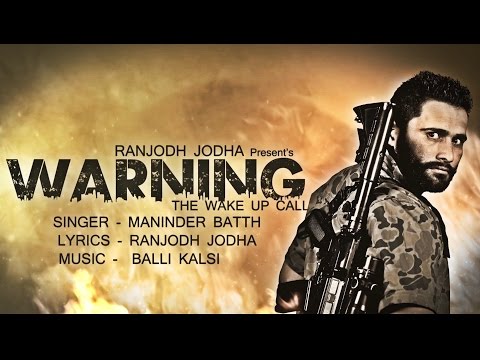 RANJODH JODHA Present's
WARNING
THE WAKE UP CALL
SINGER - MANINDER BATTH
LYRICS - RANJODH JODHA
MUSIC - BALLI KALSI